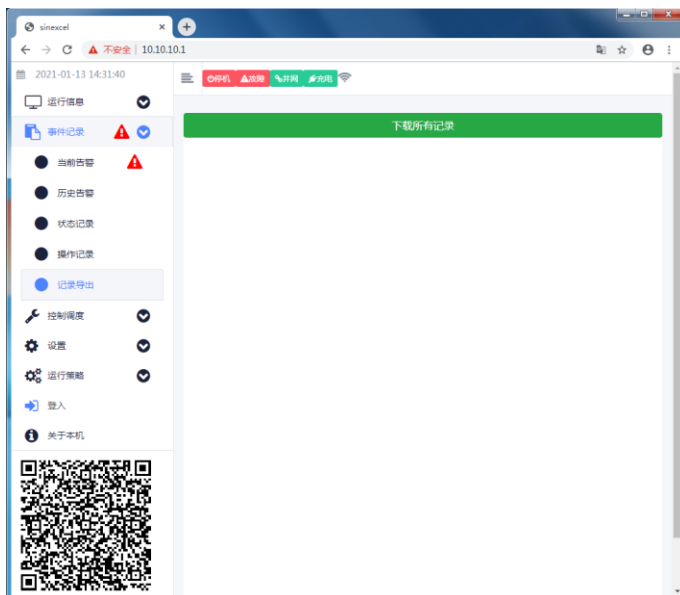 sinexcel
不安全 10.10.10.1
2021-01-13 14:31:40
停机 故障 并网 充电
运行信息
下载所有记录
事件记录
当前告警
历史告警
状态记录
操作记录
记录导出
控制调度
设置
运行策略
登入
关于本机